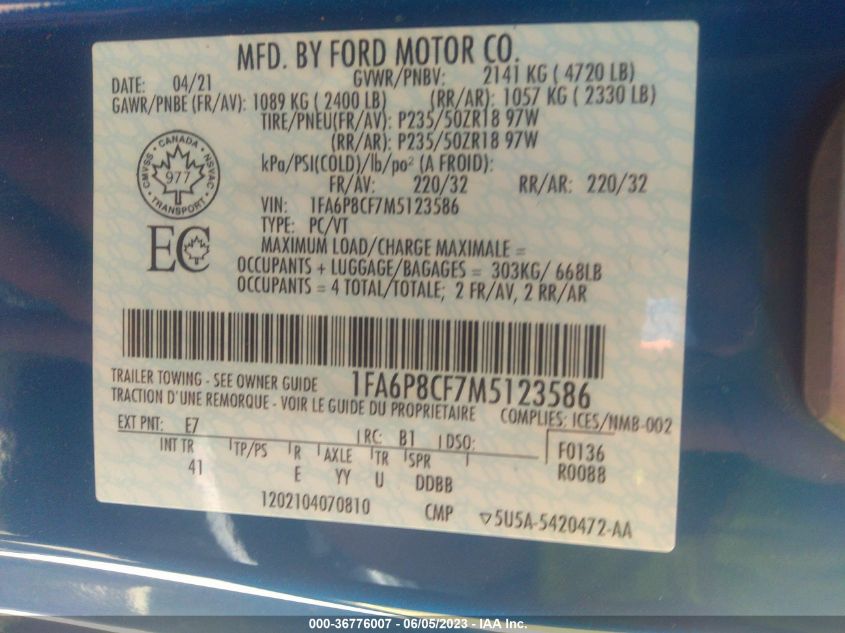 MFD. BY FORD MOTOR CO.
DATE: 04/21 GVWR/PNBV: 2141 KG ( 4720 LB)
GAWR/PNBE (FR/AV): 1089 KG ( 2400 LB) (RR/AR): 1057 KG ( 2330 LB)
TIRE/PNEU(FR/AV): P235/50ZR18 97W
(RR/AR): P235/50ZR18 97W
kPa/PSI(COLD)/lb/po² (A FROID):
FR/AV: 220/32 RR/AR: 220/32
CANADA
CMVSS NSVAC
977
TRANSPORT
VIN: 1FA6P8CF7M5123586
TYPE: PC/VT
EC
MAXIMUM LOAD/CHARGE MAXIMALE =
OCCUPANTS + LUGGAGE/BAGAGES = 303KG/ 668LB
OCCUPANTS = 4 TOTAL/TOTALE; 2 FR/AV, 2 RR/AR
TRAILER TOWING - SEE OWNER GUIDE 1FA6P8CF7M5123586
TRACTION D'UNE REMORQUE - VOIR LE GUIDE DU PROPRIETAIRE COMPLIES: ICES/NMB-002
EXT PNT: E7 RC: B1 DSO: F0136
INT TR TP/PS R AXLE TR SPR R0088
41 E YY U DDBB
1202104070810 CMP ▽5U5A-5420472-AA
000-36776007 - 06/05/2023 - IAA Inc.